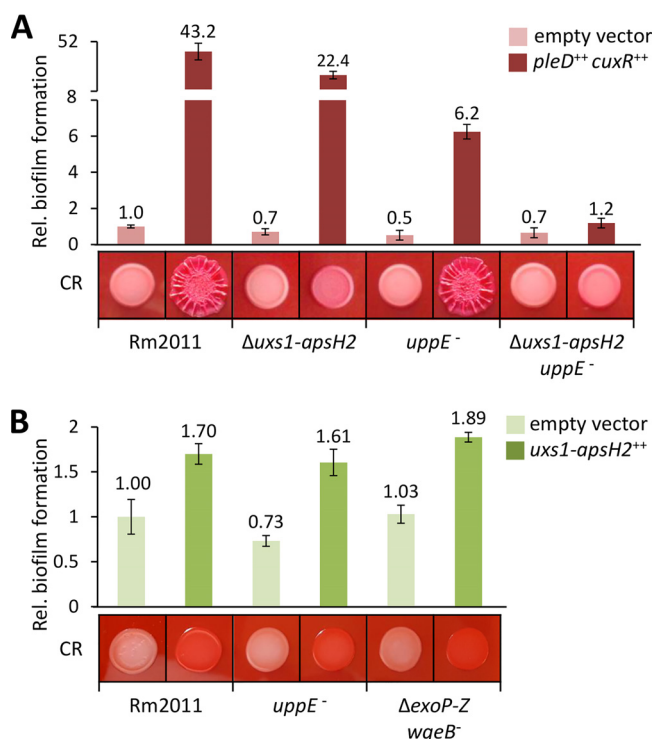 A
Rel. biofilm formation
52
8
6
4
2
0
43.2
22.4
6.2
1.0
0.7
0.5
0.7
1.2
empty vector
pleD⁺⁺ cuxR⁺⁺
CR
Rm2011
Δuxs1-apsH2
uppE⁻
Δuxs1-apsH2
uppE⁻
B
Rel. biofilm formation
2
1.5
1
0.5
0
1.00
1.70
0.73
1.61
1.03
1.89
empty vector
uxs1-apsH2⁺⁺
CR
Rm2011
uppE⁻
ΔexoP-Z
wgeB⁻